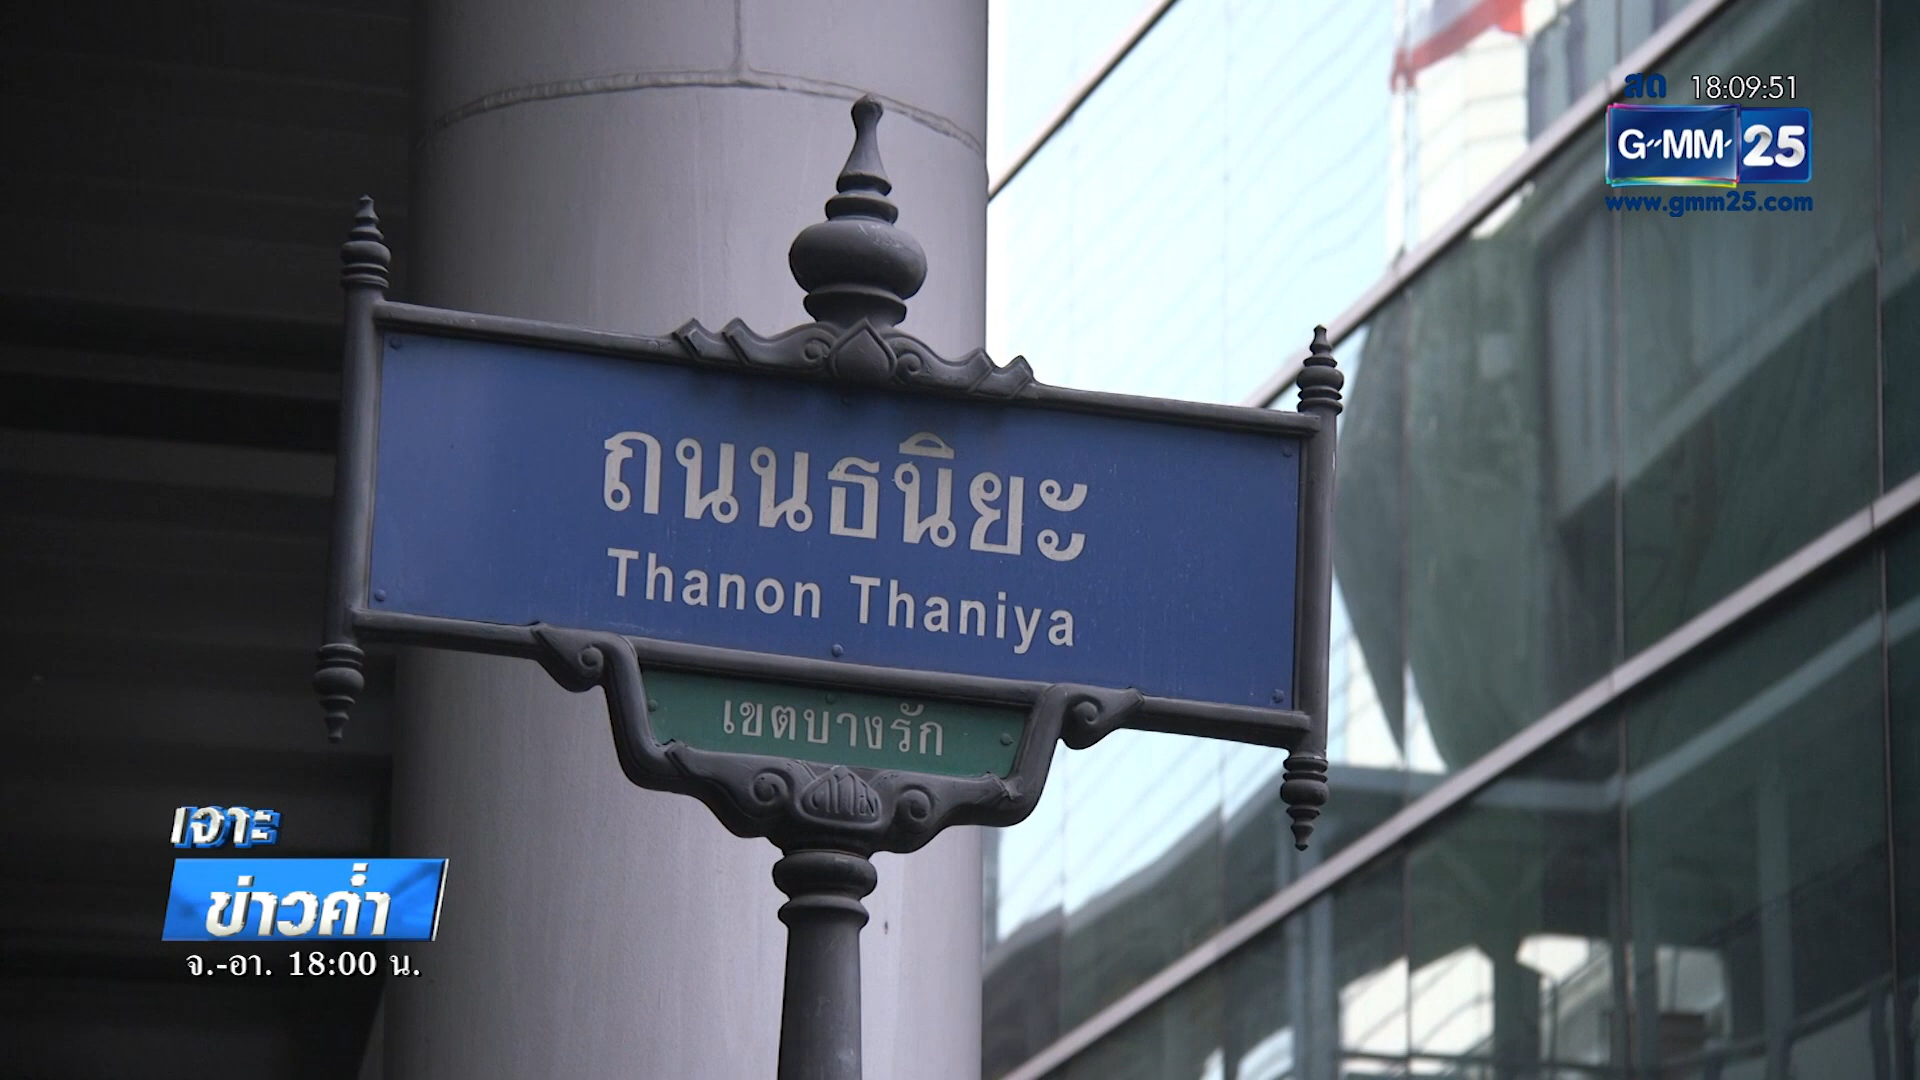 สด 18:09:51
GMM 25
www.gmm25.com
ถนนธนิยะ
Thanon Thaniya
เขตบางรัก
เจาะ
ข่าวค่ำ
จ.-อา. 18:00 น.